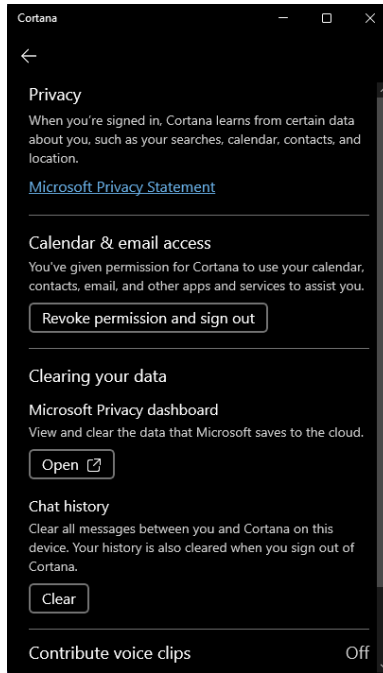 Cortana
Privacy
When you're signed in, Cortana learns from certain data
about you, such as your searches, calendar, contacts, and
location.
Microsoft Privacy Statement
Calendar & email access
You've given permission for Cortana to use your calendar,
contacts, email, and other apps and services to assist you.
Revoke permission and sign out
Clearing your data
Microsoft Privacy dashboard
View and clear the data that Microsoft saves to the cloud.
Open
Chat history
Clear all messages between you and Cortana on this
device. Your history is also cleared when you sign out of
Cortana.
Clear
Contribute voice clips Off